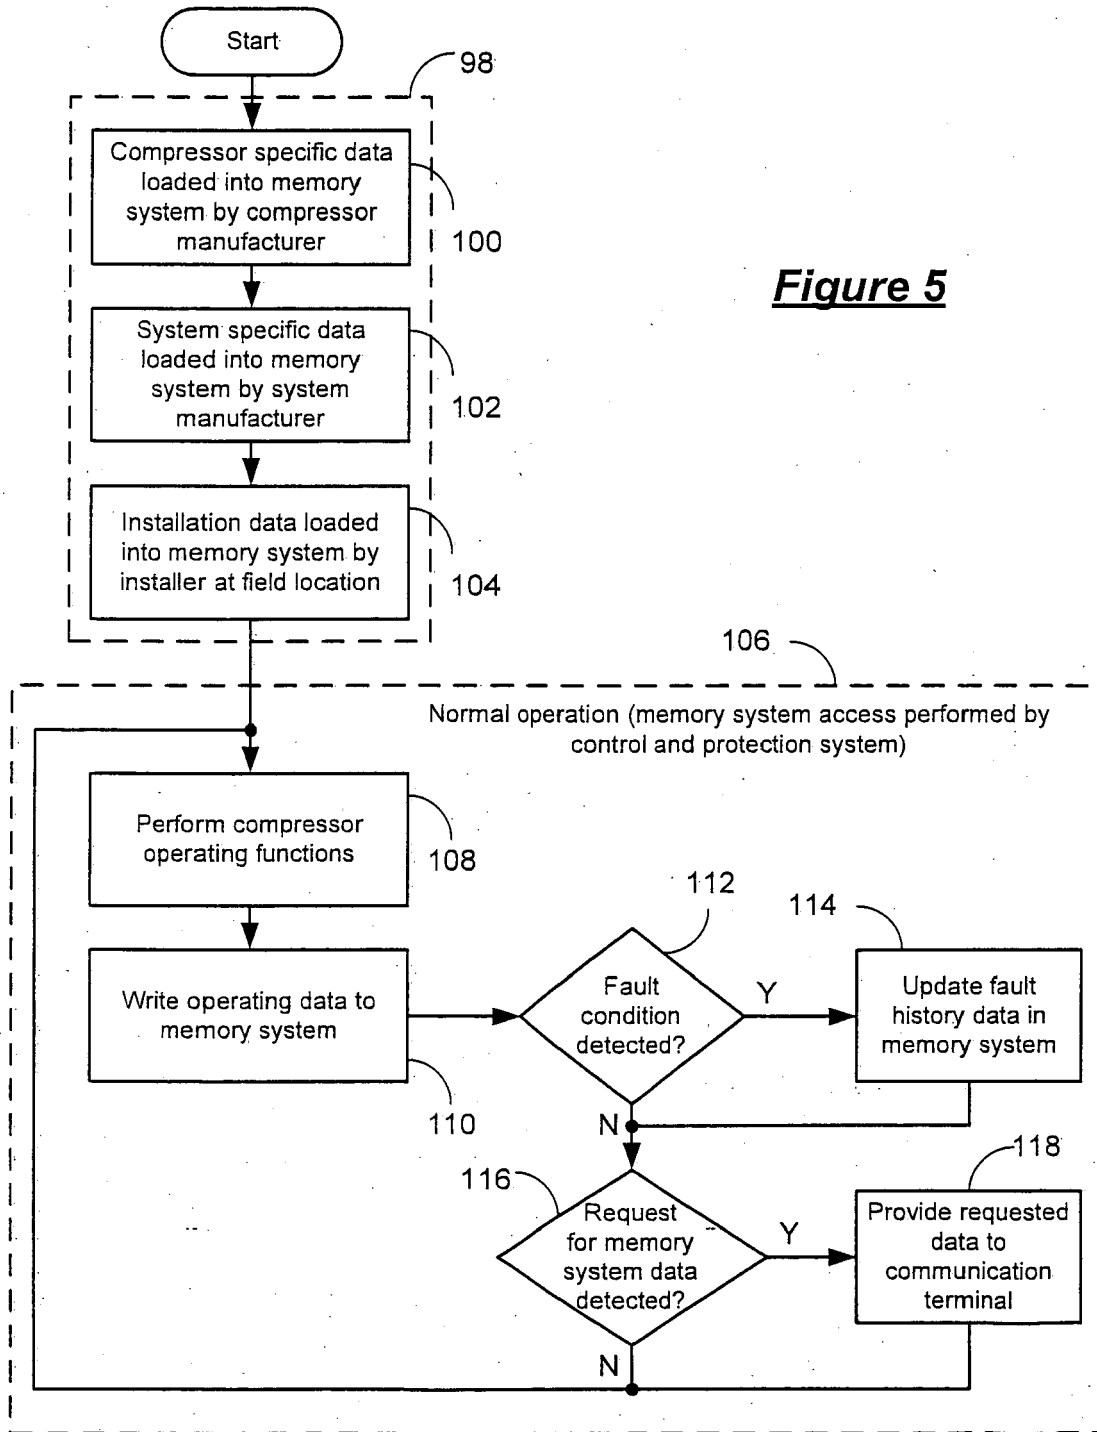 Start
98
Compressor specific data
loaded into memory
system by compressor
manufacturer
100
Figure 5
System specific data
loaded into memory
system by system
manufacturer
102
Installation data loaded
into memory system by
installer at field location
104
106
Normal operation (memory system access performed by
control and protection system)
Perform compressor
operating functions
108
112
114
Write operating data to
memory system
110
Fault
condition
detected?
Y
N
Update fault
history data in
memory system
116
118
Request
for memory
system data
detected?
Y
N
Provide requested
data to
communication
terminal